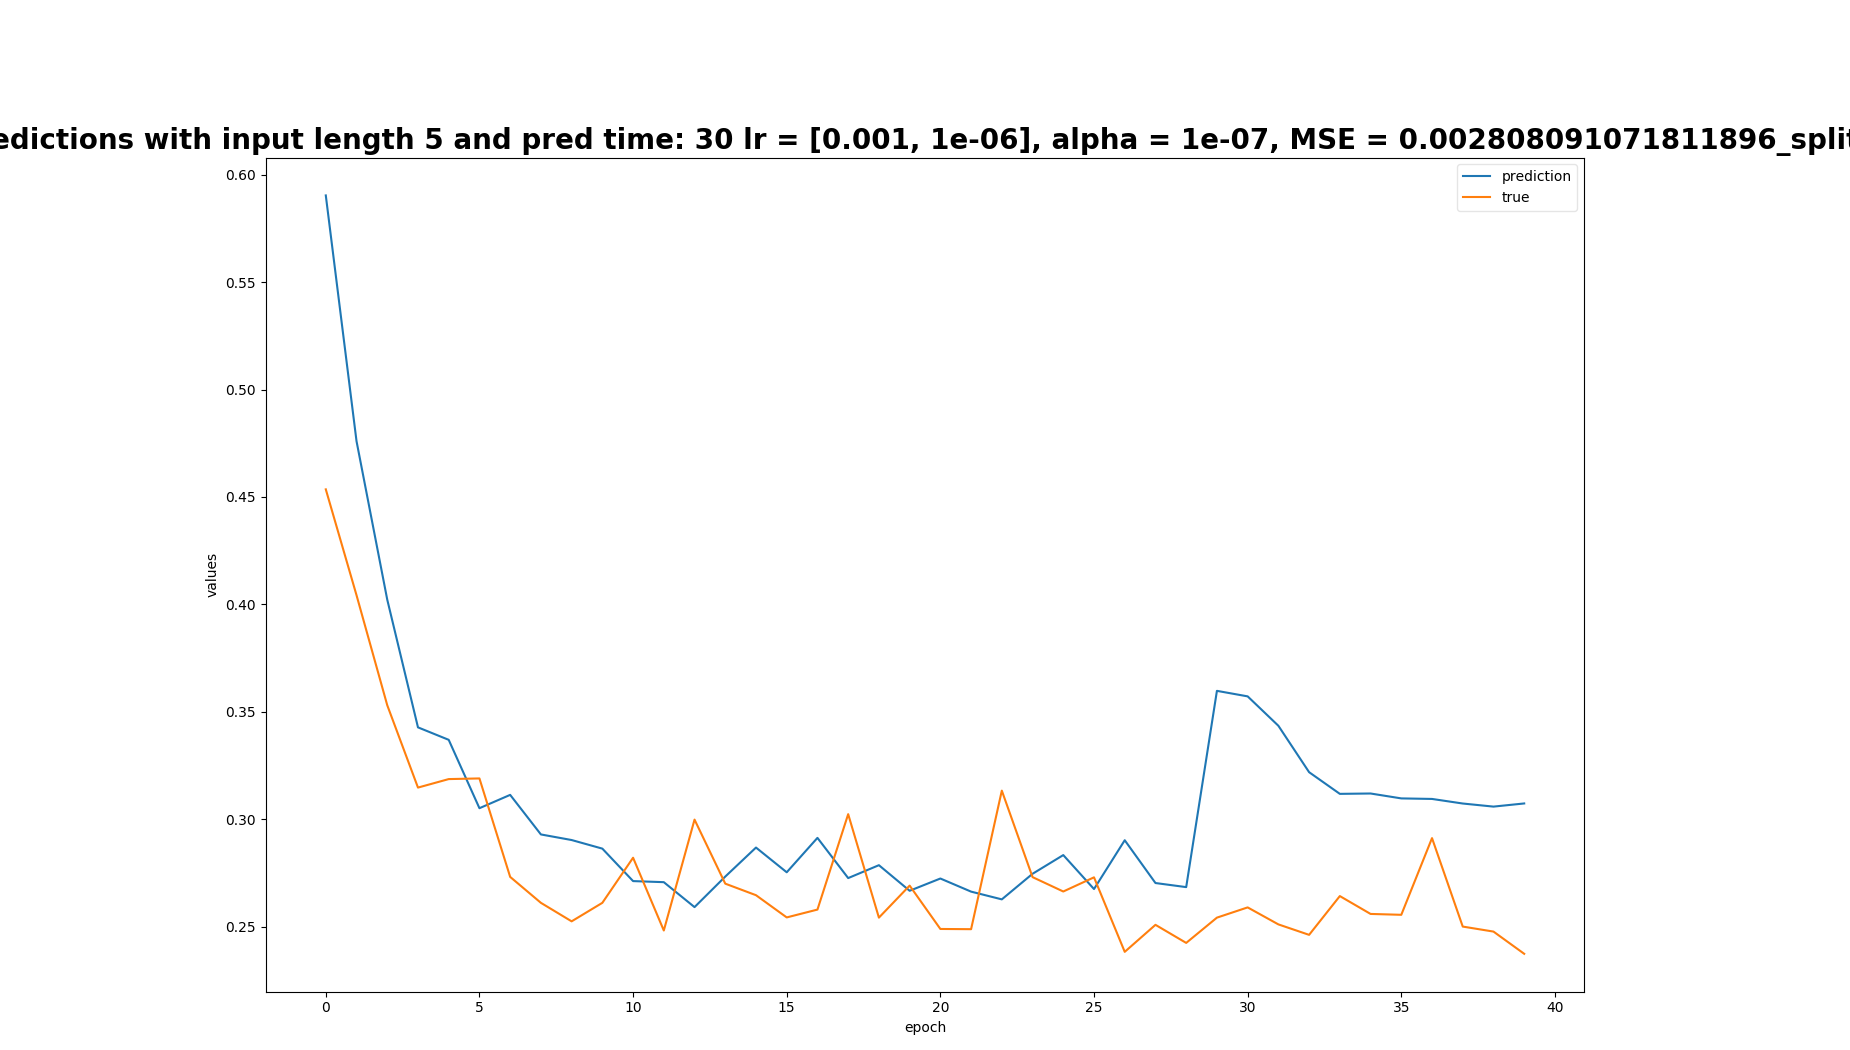 edictions with input length 5 and pred time: 30 lr = [0.001, 1e-06], alpha = 1e-07, MSE = 0.002808091071811896_split
prediction
true
0.60
0.55
0.50
0.45
0.40
0.35
0.30
0.25
values
0 5 10 15 20 25 30 35 40
epoch